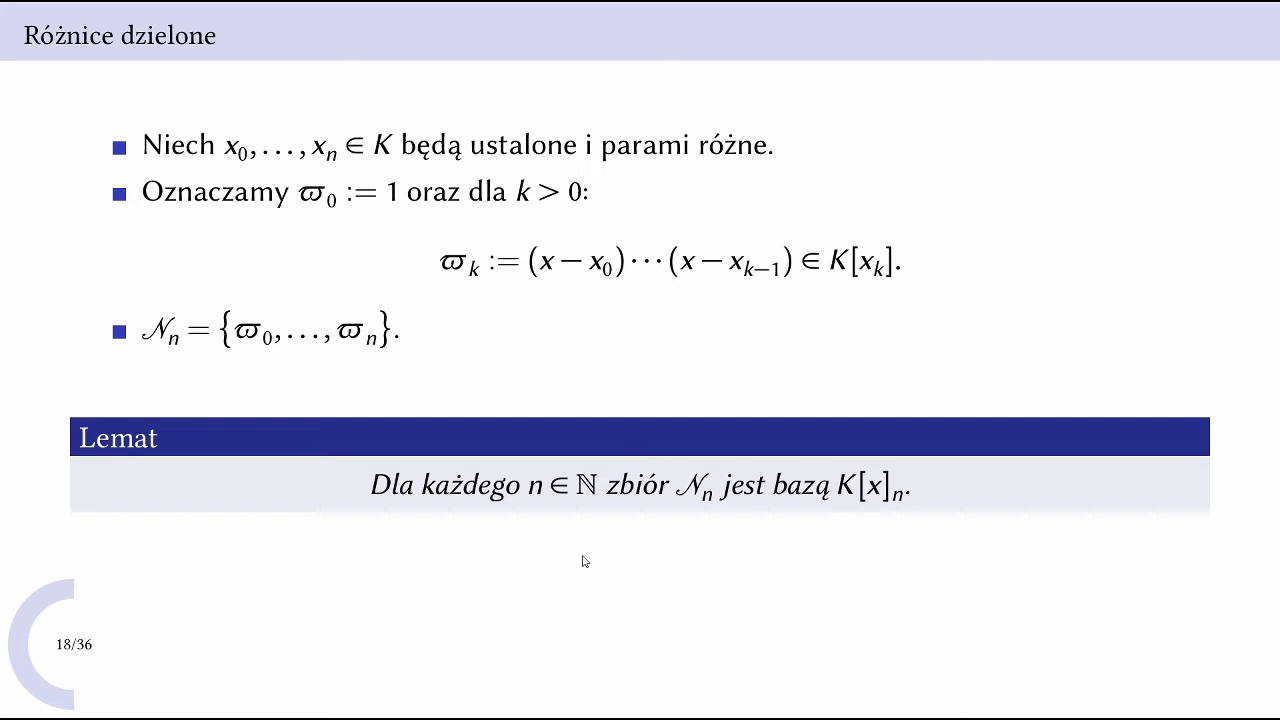 Różnice dzielone
Niech x₀, . . . , xₙ ∈ K będą ustalone i parami różne.
Oznaczamy ϖ₀ := 1 oraz dla k > 0:
ϖₖ := (x − x₀) ⋯ (x − xₖ₋₁) ∈ K[xₖ].
𝒩ₙ = {ϖ₀, . . . , ϖₙ}.
Lemat
Dla każdego n ∈ ℕ zbiór 𝒩ₙ jest bazą K[x]ₙ.
18/36